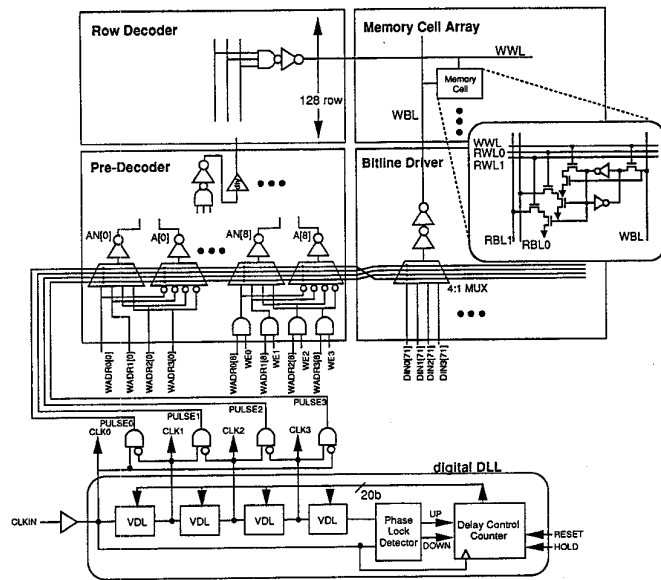 Row Decoder
Memory Cell Array
WWL
Memory
Cell
128 row
WBL
WWL
RWL0
RWL1
RBL1
RBL0
WBL
Pre-Decoder
Bitline Driver
AN[0]
A[0]
AN[8]
A[8]
4:1 MUX
WADR0[0]
WADR1[0]
WADR2[0]
WADR3[0]
WADR0[8]
WE0
WADR1[8]
WE1
WADR2[8]
WE2
WADR3[8]
WE3
DIN0[71]
DIN1[71]
DIN2[71]
DIN3[71]
PULSE0
PULSE1
PULSE2
PULSE3
CLK0
CLK1
CLK2
CLK3
digital DLL
20b
CLKIN
VDL
VDL
VDL
VDL
Phase
Lock
Detector
UP
DOWN
Delay Control
Counter
RESET
HOLD